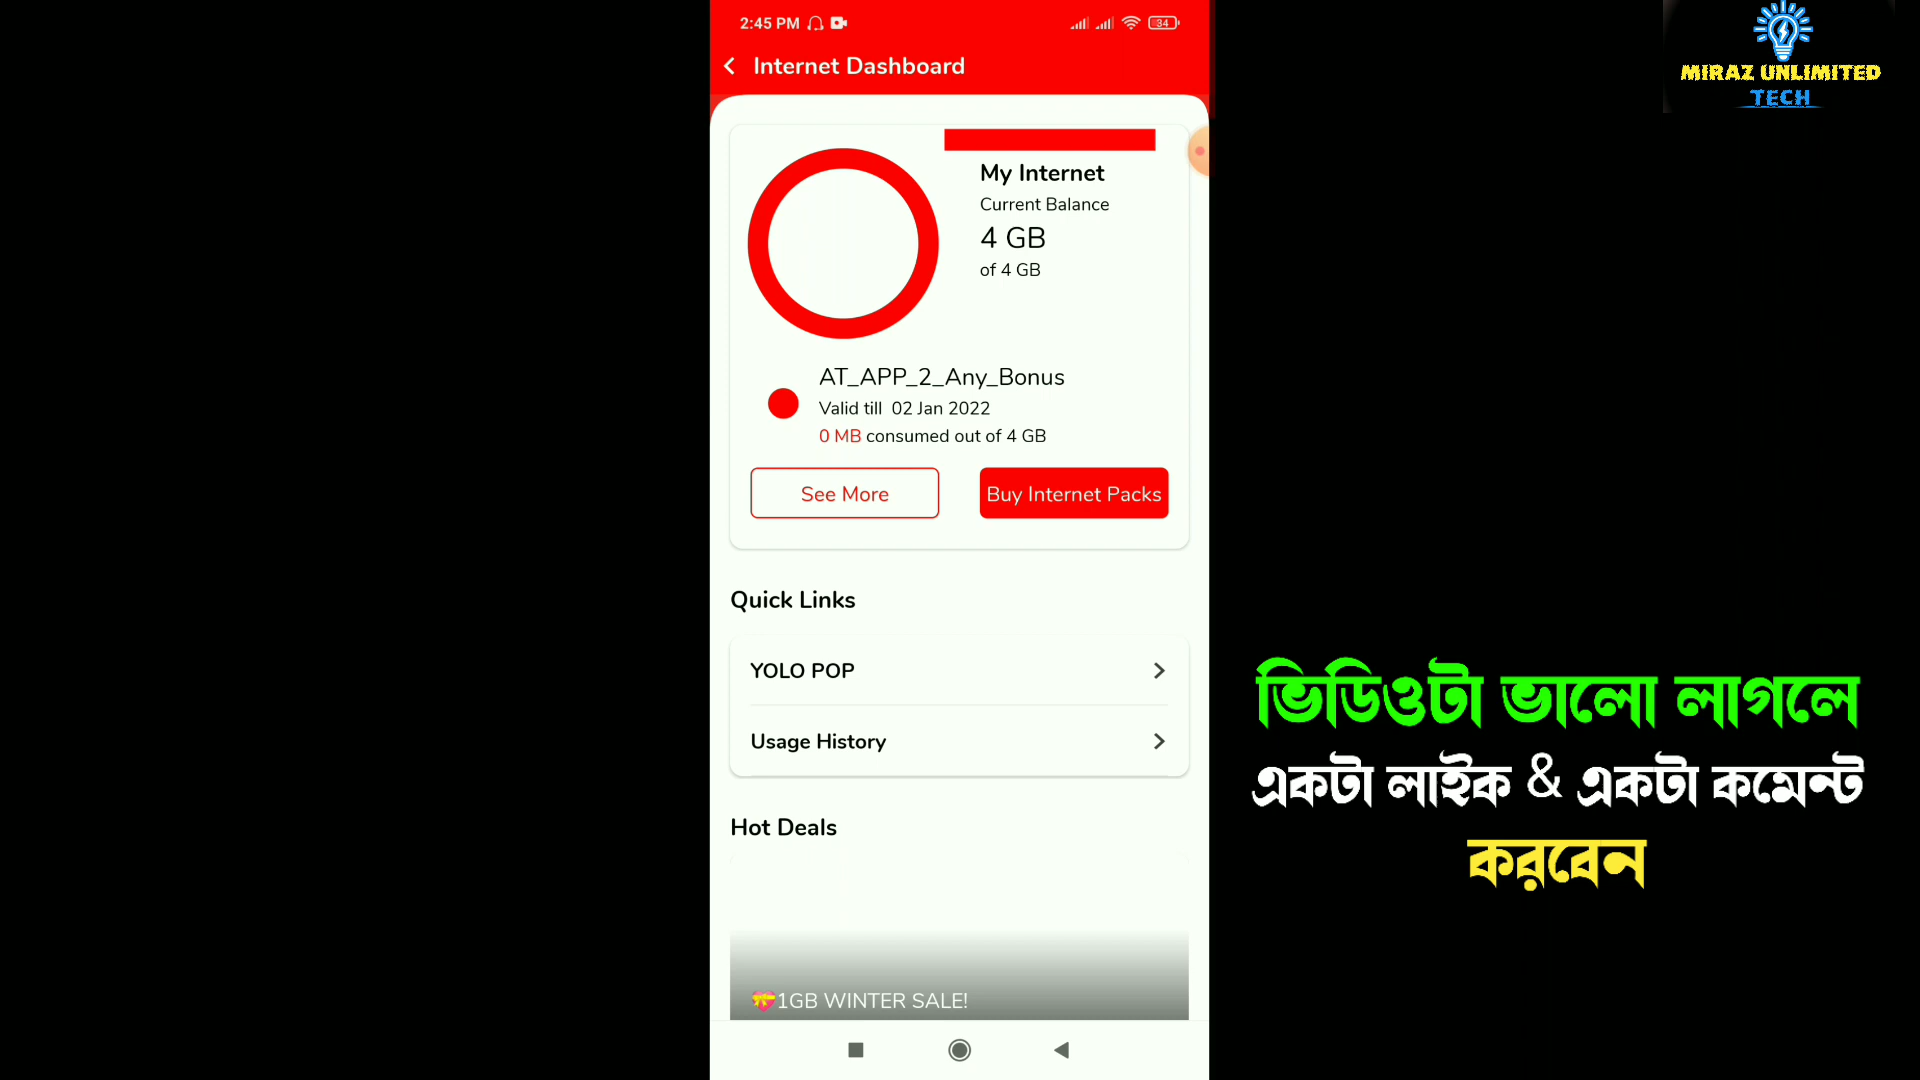 2:45 PM
34
Internet Dashboard
MIRAZ UNLIMITED
TECH
My Internet
Current Balance
4 GB
of 4 GB
AT_APP_2_Any_Bonus
Valid till 02 Jan 2022
0 MB consumed out of 4 GB
See More
Buy Internet Packs
Quick Links
YOLO POP
Usage History
Hot Deals
💝1GB WINTER SALE!
ভিডিওটা ভালো লাগলে
একটা লাইক & একটা কমেন্ট
করবেন